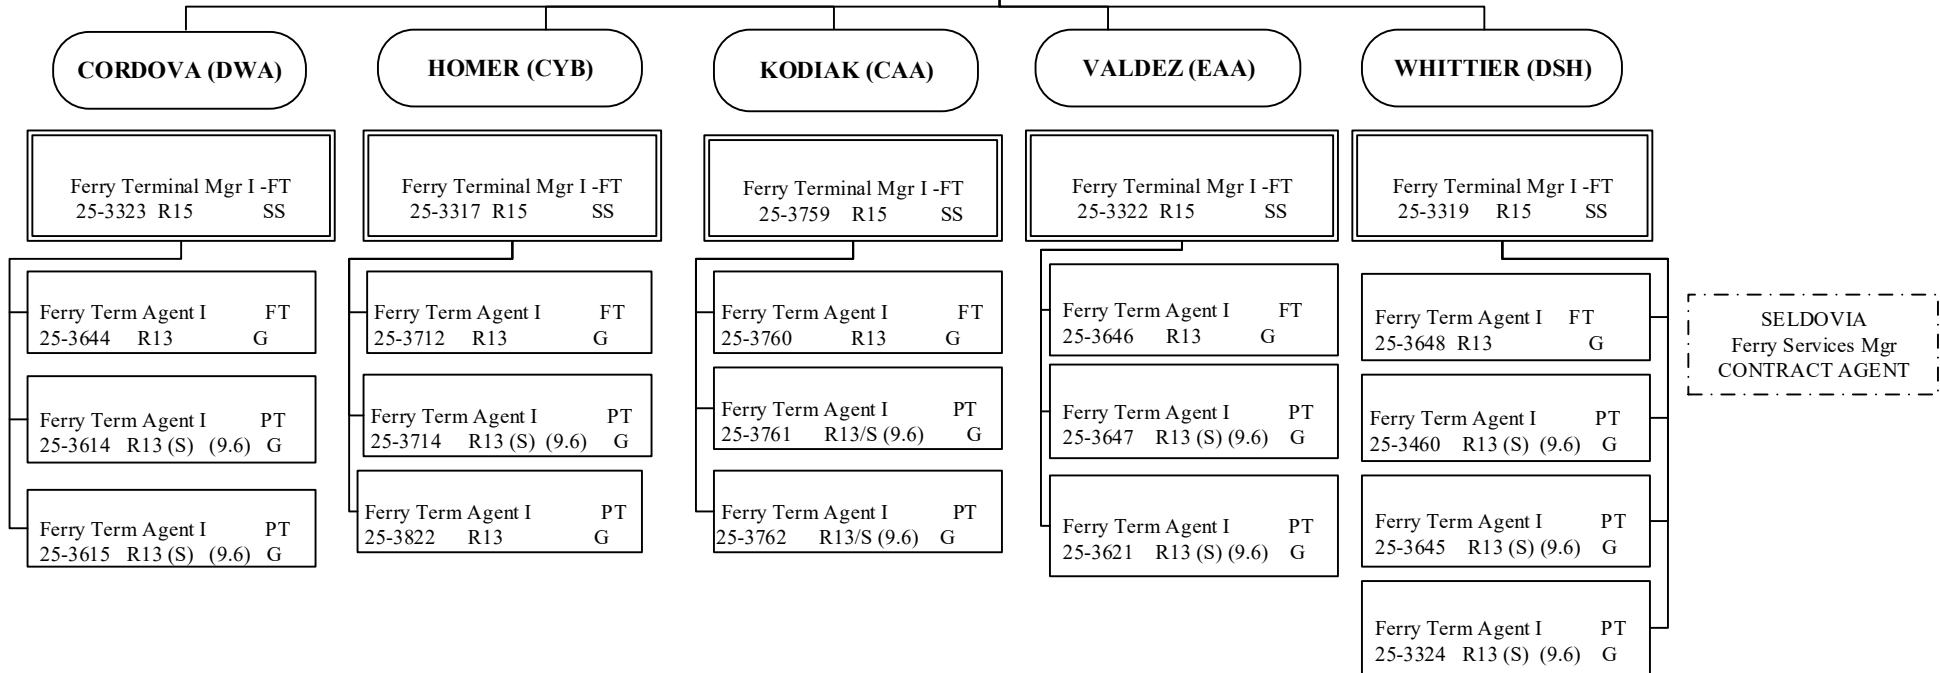 CORDOVA (DWA)
Ferry Terminal Mgr I -FT
25-3323 R15 SS
Ferry Term Agent I FT
25-3644 R13 G
Ferry Term Agent I PT
25-3614 R13 (S) (9.6) G
Ferry Term Agent I PT
25-3615 R13 (S) (9.6) G
HOMER (CYB)
Ferry Terminal Mgr I -FT
25-3317 R15 SS
Ferry Term Agent I FT
25-3712 R13 G
Ferry Term Agent I PT
25-3714 R13 (S) (9.6) G
Ferry Term Agent I PT
25-3822 R13 G
KODIAK (CAA)
Ferry Terminal Mgr I -FT
25-3759 R15 SS
Ferry Term Agent I FT
25-3760 R13 G
Ferry Term Agent I PT
25-3761 R13/S (9.6) G
Ferry Term Agent I PT
25-3762 R13/S (9.6) G
VALDEZ (EAA)
Ferry Terminal Mgr I -FT
25-3322 R15 SS
Ferry Term Agent I FT
25-3646 R13 G
Ferry Term Agent I PT
25-3647 R13 (S) (9.6) G
Ferry Term Agent I PT
25-3621 R13 (S) (9.6) G
WHITTIER (DSH)
Ferry Terminal Mgr I -FT
25-3319 R15 SS
Ferry Term Agent I FT
25-3648 R13 G
Ferry Term Agent I PT
25-3460 R13 (S) (9.6) G
Ferry Term Agent I PT
25-3645 R13 (S) (9.6) G
Ferry Term Agent I PT
25-3324 R13 (S) (9.6) G
SELDOVIA
Ferry Services Mgr
CONTRACT AGENT